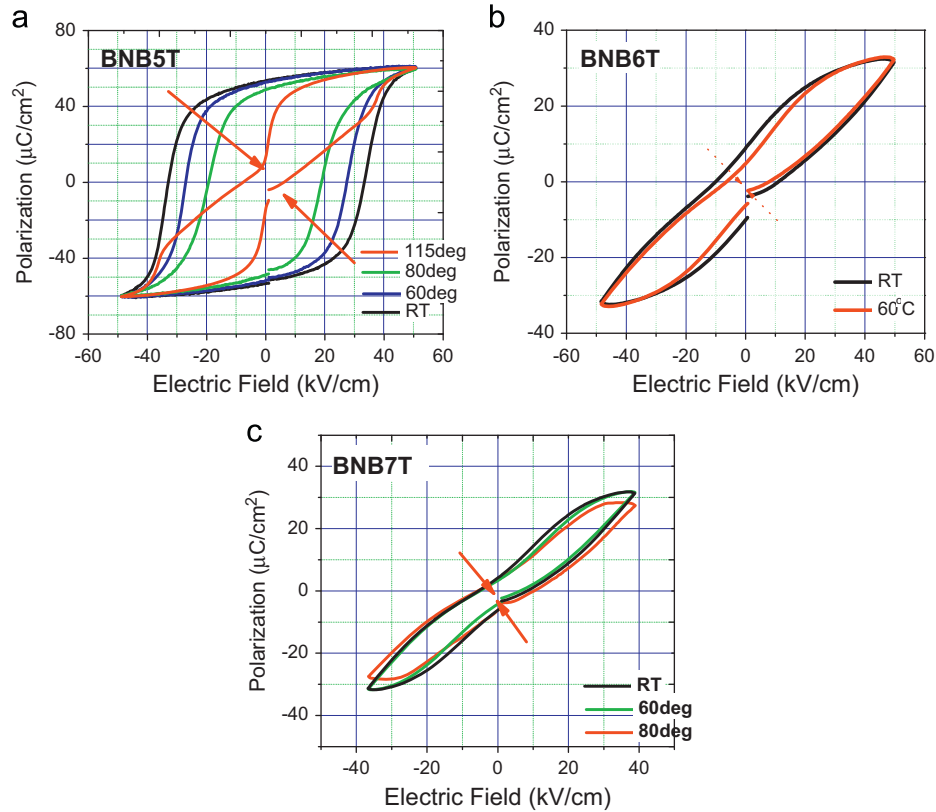 a
BNB5T
Polarization (μC/cm²)
80
40
0
-40
-80
-60 -40 -20 0 20 40 60
Electric Field (kV/cm)
115deg
80deg
60deg
RT
b
BNB6T
Polarization (μC/cm²)
40
20
0
-20
-40
-60 -40 -20 0 20 40 60
Electric Field (kV/cm)
RT
60°C
c
BNB7T
Polarization (μC/cm²)
40
20
0
-20
-40
-40 -20 0 20 40
Electric Field (kV/cm)
RT
60deg
80deg